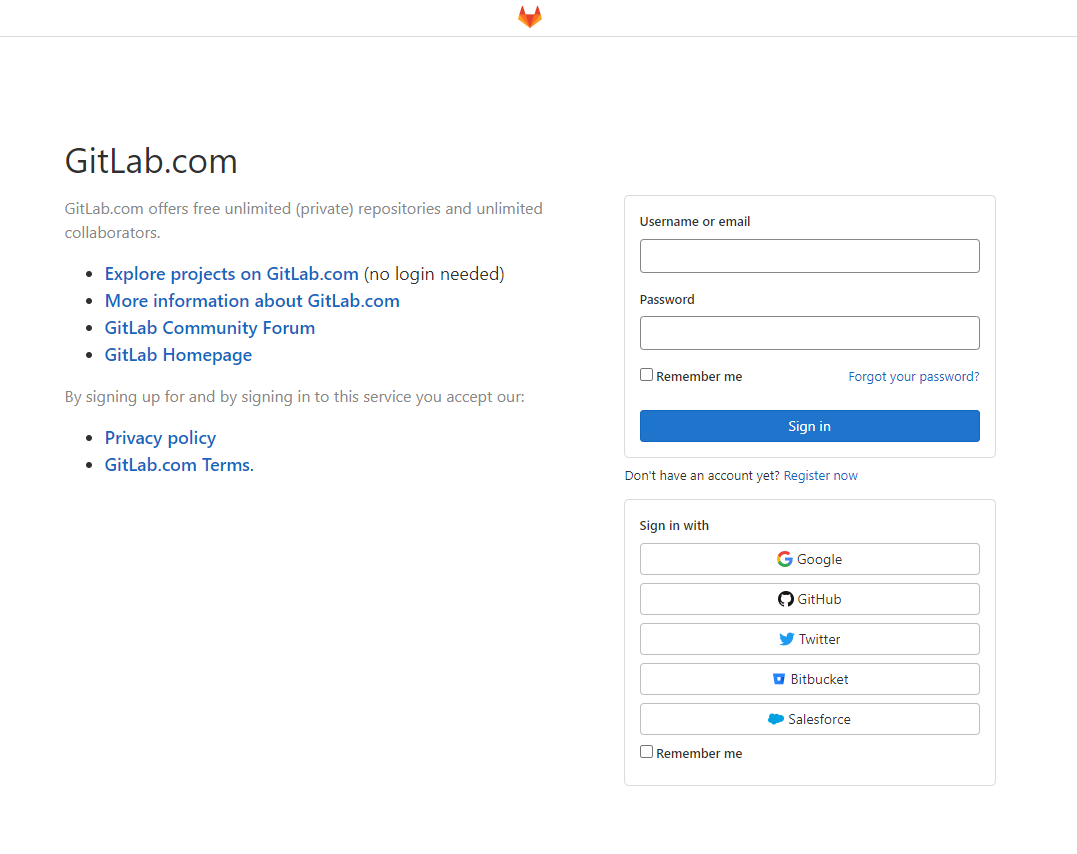 GitLab.com
GitLab.com offers free unlimited (private) repositories and unlimited
collaborators.
Explore projects on GitLab.com (no login needed)
More information about GitLab.com
GitLab Community Forum
GitLab Homepage
By signing up for and by signing in to this service you accept our:
Privacy policy
GitLab.com Terms.
Username or email
Password
Remember me
Forgot your password?
Sign in
Don't have an account yet? Register now
Sign in with
Google
GitHub
Twitter
Bitbucket
Salesforce
Remember me